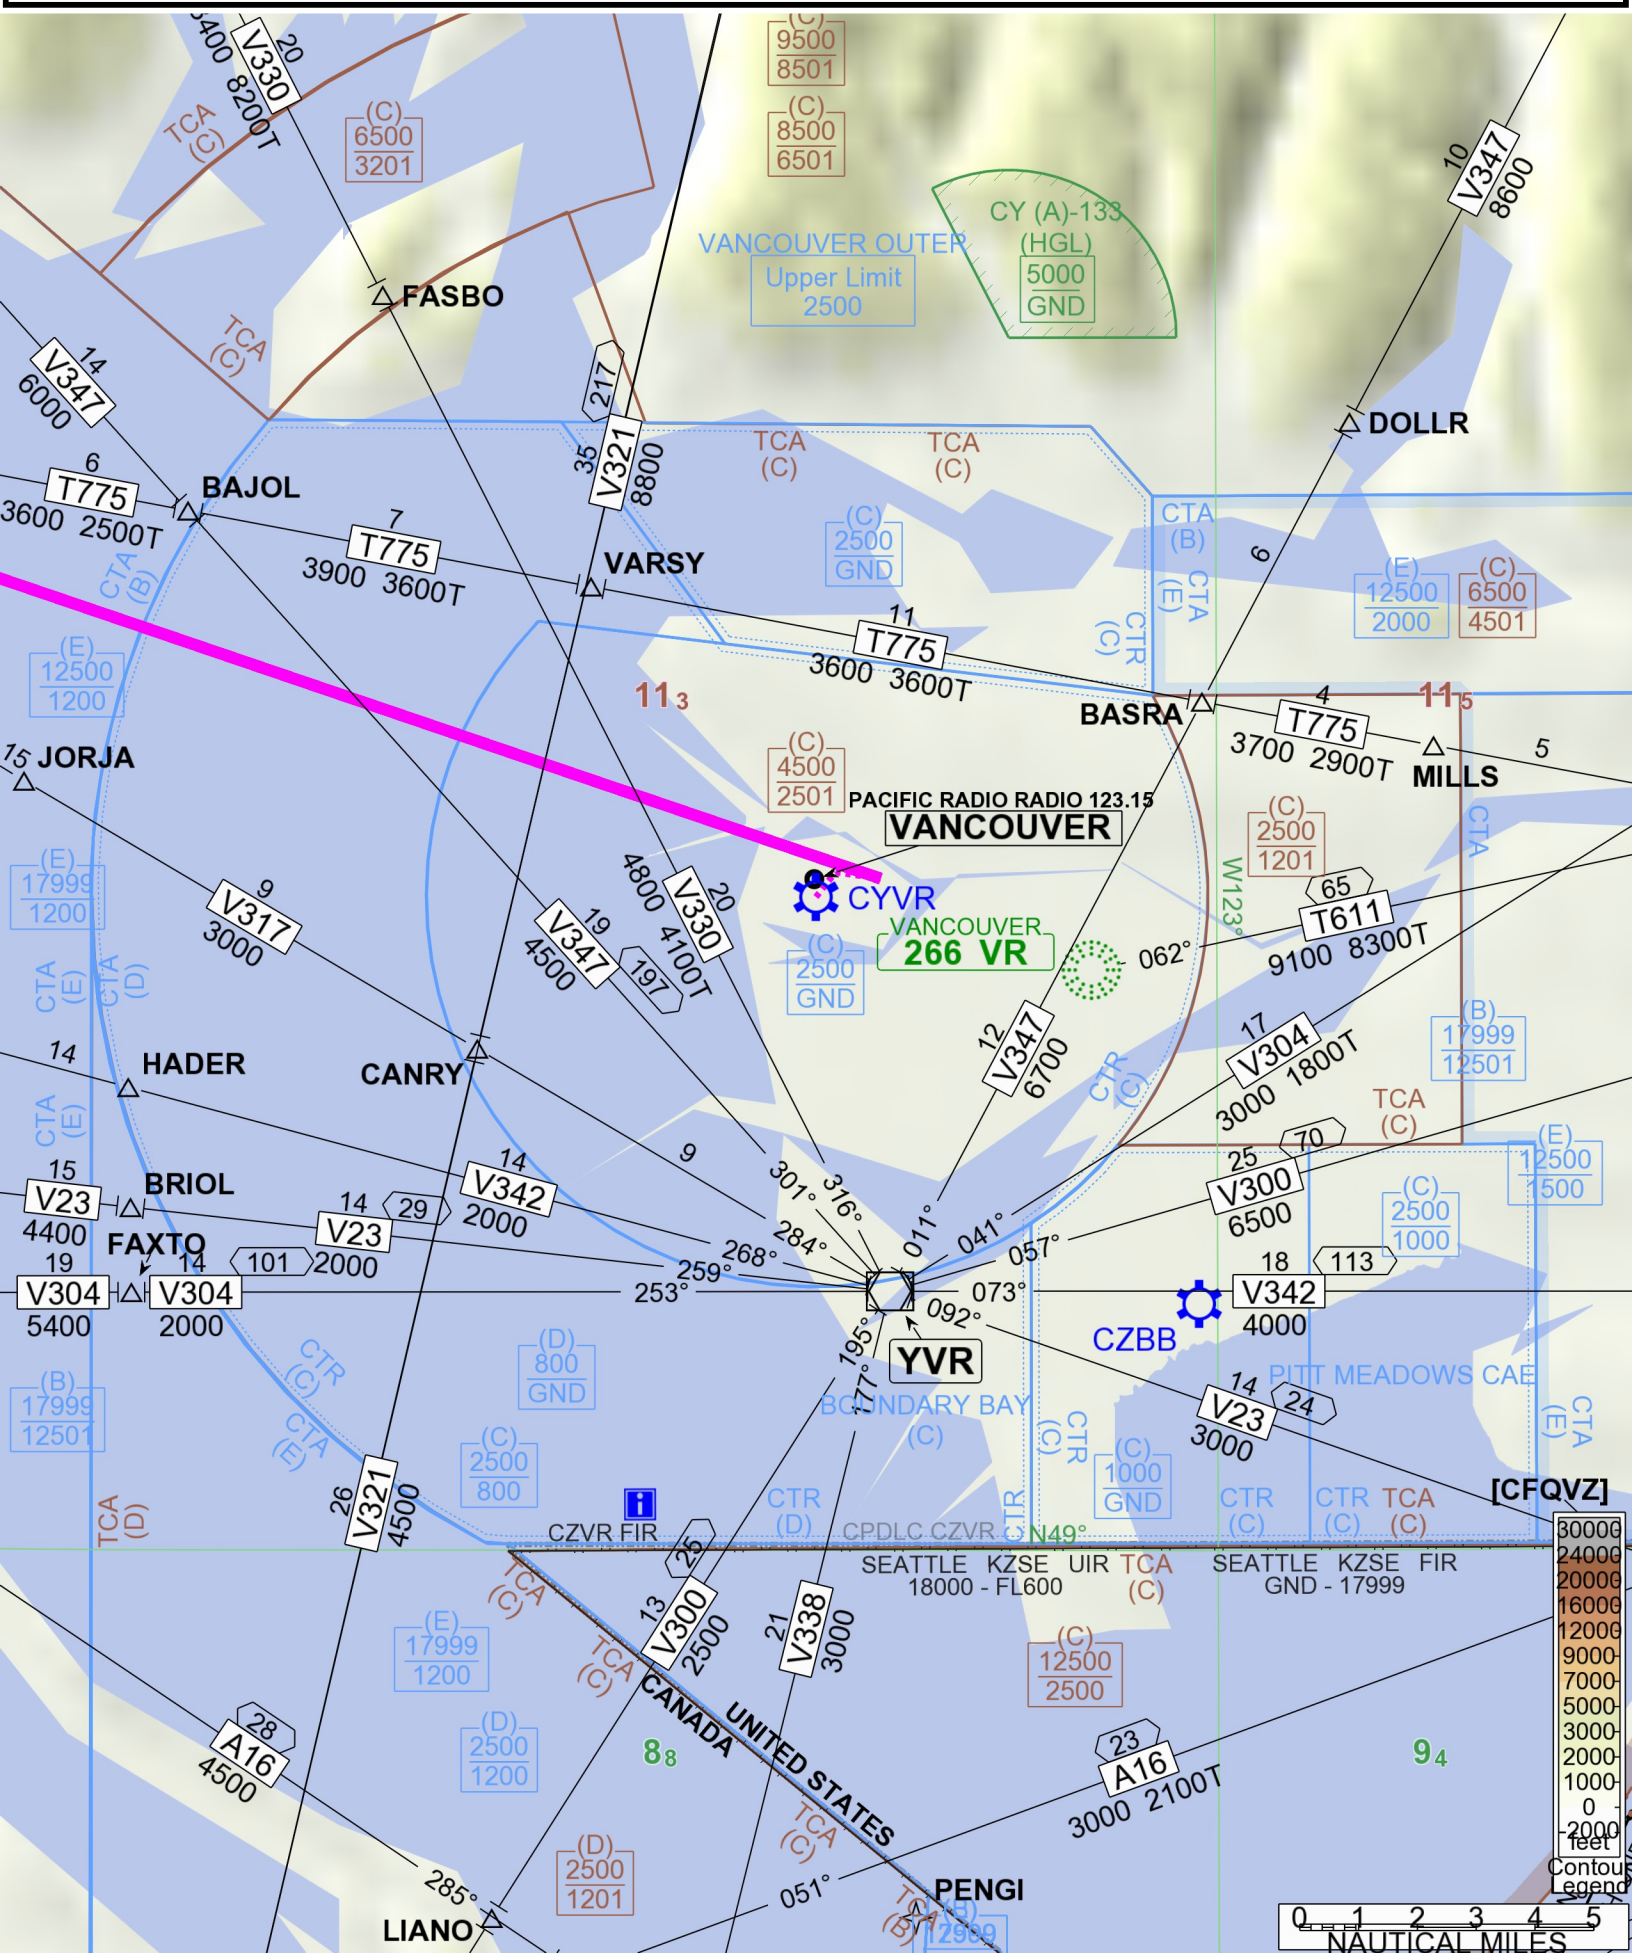 (C)
9500
8501
(C)
8500
6501
V330
20
8200T
TCA
(C)
(C)
6500
3201
10
V347
8600
CY (A)-133
(HGL)
5000
GND
VANCOUVER OUTER
Upper Limit
2500
FASBO
TCA
(C)
14
V347
6000
217
V321
35
8800
DOLLR
TCA
(C)
TCA
(C)
6
T775
3600 2500T
BAJOL
7
T775
3900 3600T
VARSY
(C)
2500
GND
CTA
(B)
CTA
(E)
6
(E)
12500
2000
(C)
6500
4501
CTA
(B)
11
T775
3600 3600T
CTR
(C)
(E)
12500
1200
11 3
BASRA
4
T775
3700 2900T
11 5
MILLS
5
15
JORJA
(C)
4500
2501
PACIFIC RADIO RADIO 123.15
VANCOUVER
(C)
2500
1201
CTA
W123°
(E)
17999
1200
9
V317
3000
19
V347
4500
197
20
V330
4800 4100T
CYVR
VANCOUVER
266 VR
(C)
2500
GND
062°
65
T611
9100 8300T
CTA
(E)
CTA
(D)
12
V347
6700
17
V304
3000 1800T
(B)
17999
12501
14
HADER
CANRY
CTR
(C)
TCA
(C)
CTA
(E)
9
14
V342
2000
301°
316°
011°
041°
057°
25
70
V300
6500
(E)
12500
1500
(C)
2500
1000
15
V23
4400
BRIOL
14
29
V23
2000
284°
268°
259°
253°
073°
092°
FAXTO
19
V304
5400
14
V304
2000
101
18
113
V342
4000
CZBB
YVR
195°
177°
CTR
(C)
CTA
(E)
(D)
800
GND
BOUNDARY BAY
(C)
PITT MEADOWS CAE
14
24
V23
3000
(B)
17999
12501
CTR
(C)
CTA
(E)
26
V321
4500
(C)
2500
800
(C)
1000
GND
[CFQVZ]
TCA
(D)
CTR
(D)
CTR
CTR
(C)
CTR
(C)
TCA
(C)
CZVR FIR
CPDLC CZVR
N49°
SEATTLE KZSE UIR
18000 - FL600
TCA
(C)
SEATTLE KZSE FIR
GND - 17999
TCA
(C)
25
13
V300
2500
21
V338
3000
(E)
17999
1200
TCA
(C)
(C)
12500
2500
CANADA
UNITED STATES
28
A16
4500
(D)
2500
1200
8 8
23
A16
3000 2100T
9 4
TCA
(C)
(D)
2500
1201
285°
LIANO
051°
PENGI
TCA
(B)
30000
24000
20000
16000
12000
9000
7000
5000
3000
2000
1000
0
-2000
feet
Contour
Legend
0 1 2 3 4 5
NAUTICAL MILES